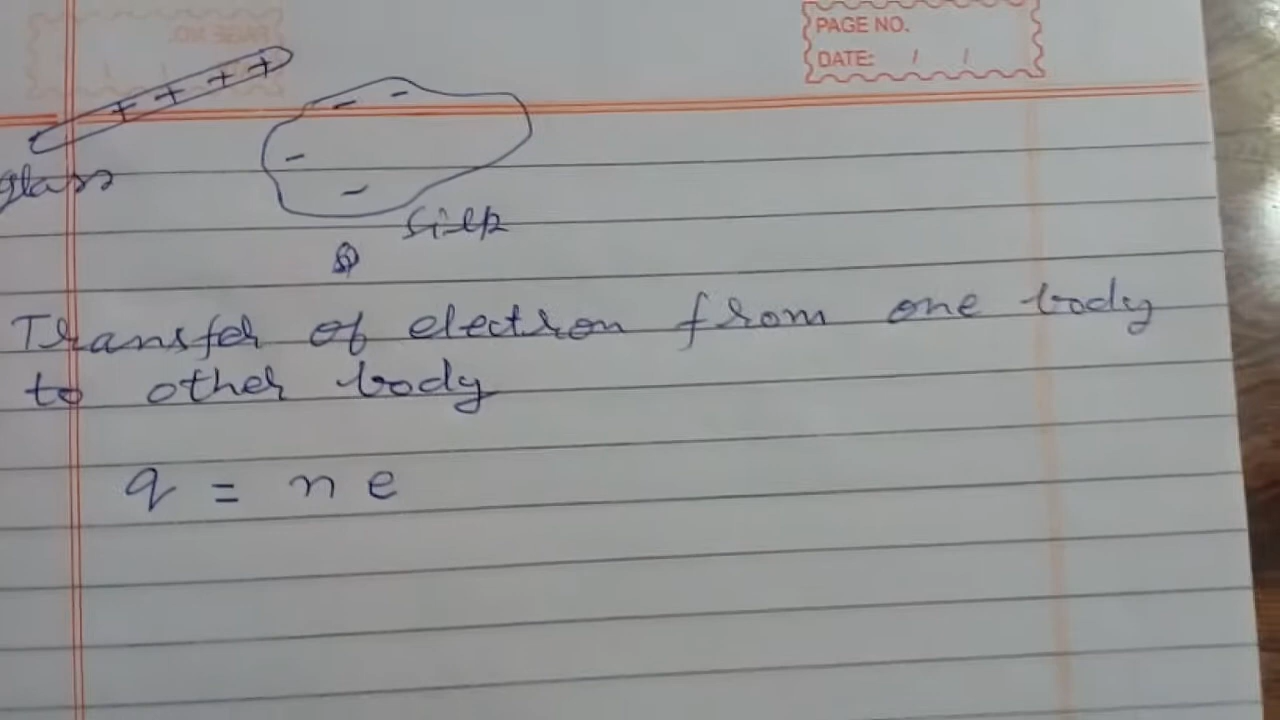 PAGE NO.
DATE: / /
+ + + +
- -
- -
glass
silk
Transfer of electron from one body
to other body
q = n e